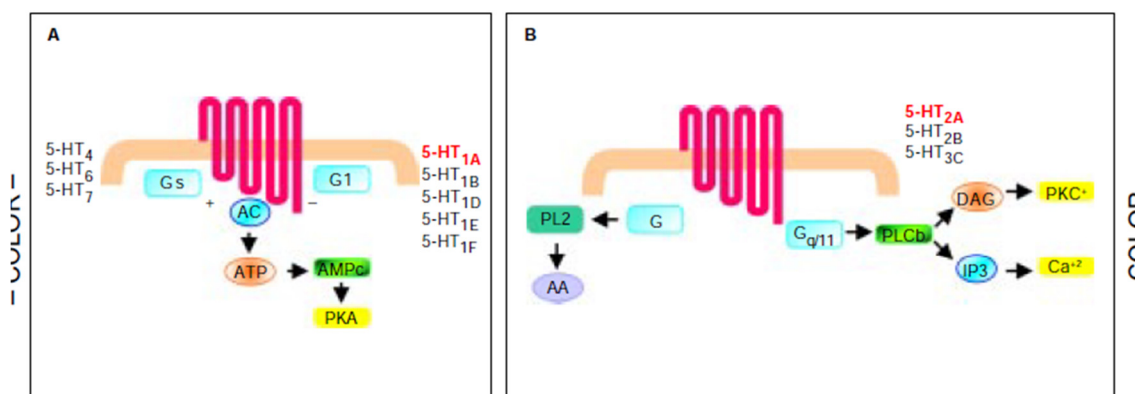 A
5-HT4
5-HT6
5-HT7
Gs
+
AC
–
G1
5-HT1A
5-HT1B
5-HT1D
5-HT1E
5-HT1F
ATP
AMPc
PKA
B
5-HT2A
5-HT2B
5-HT3C
PL2
G
AA
Gq/11
PLCb
DAG
PKC+
IP3
Ca+2